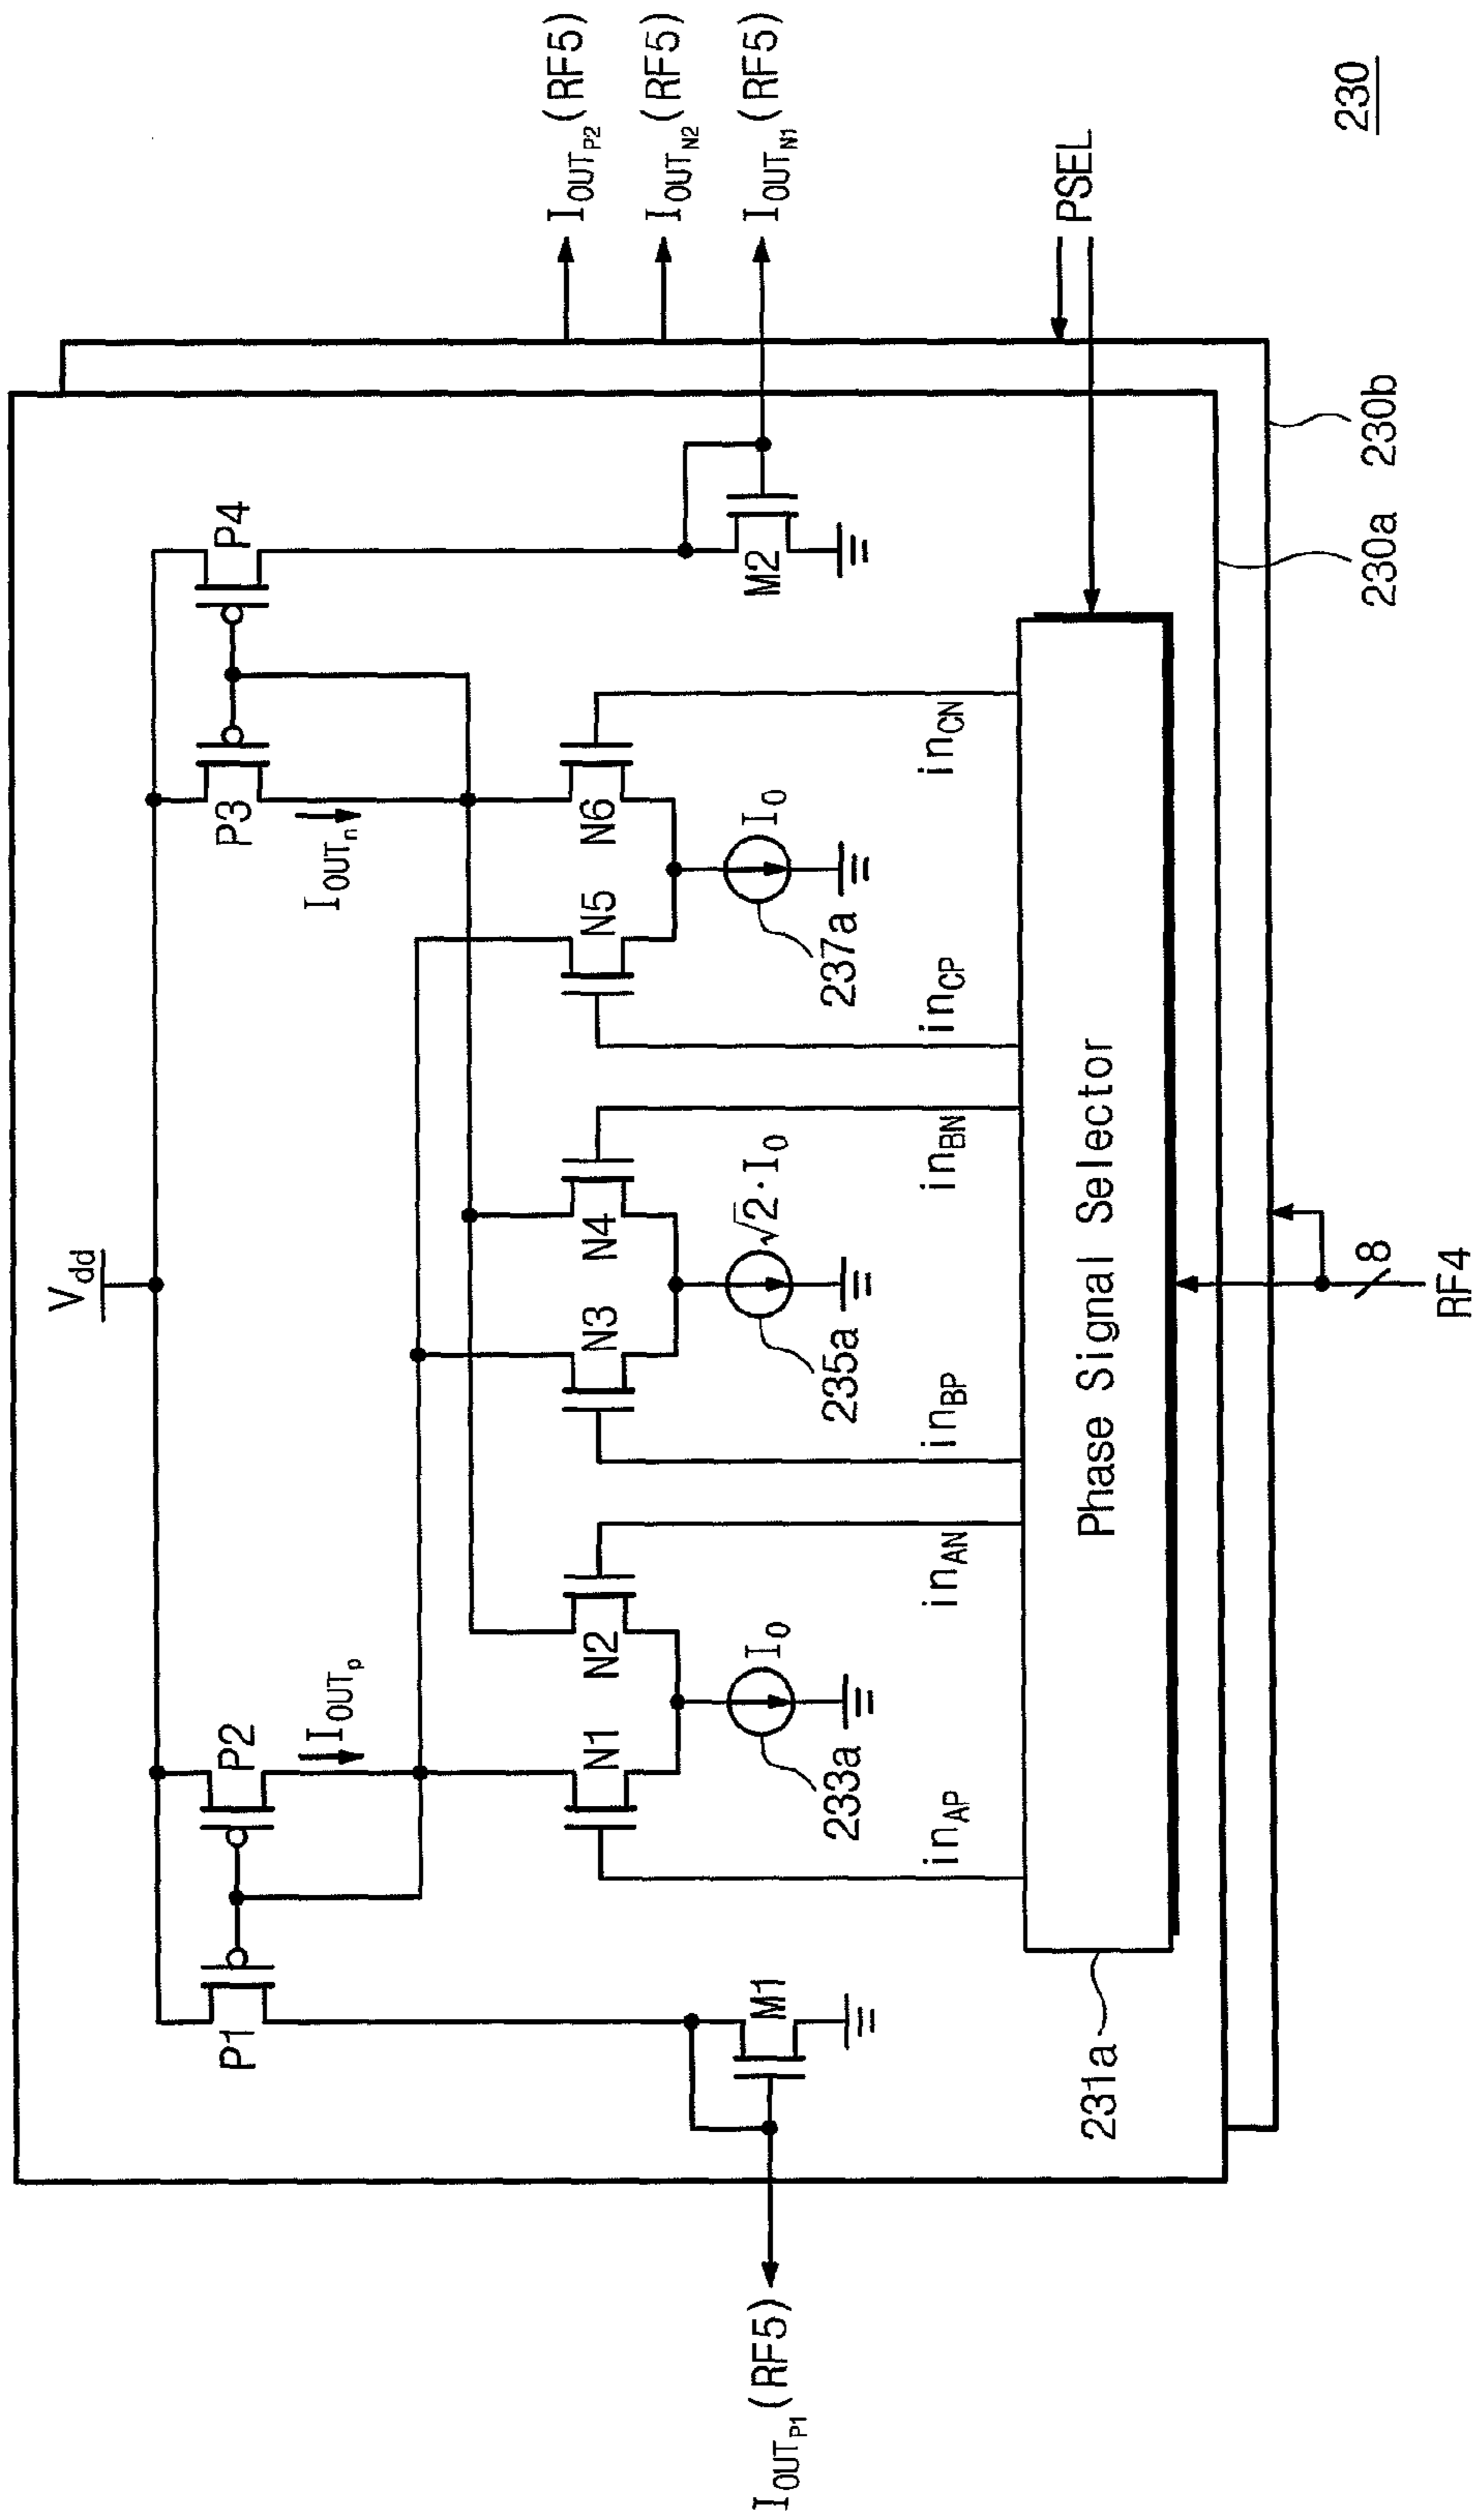 V_dd
P1
P2
I_OUT_p
I_OUT_n
P3
P4
I_OUT_P2 (RF5)
I_OUT_N2 (RF5)
I_OUT_N1 (RF5)
N1
N2
N3
N4
N5
N6
M1
M2
I_OUT_P1 (RF5)
I_0
√2·I_0
I_0
233a
235a
237a
in_AP
in_AN
in_BP
in_BN
in_CP
in_CN
PSEL
Phase Signal Selector
231a
8
RF4
230a
230b
230